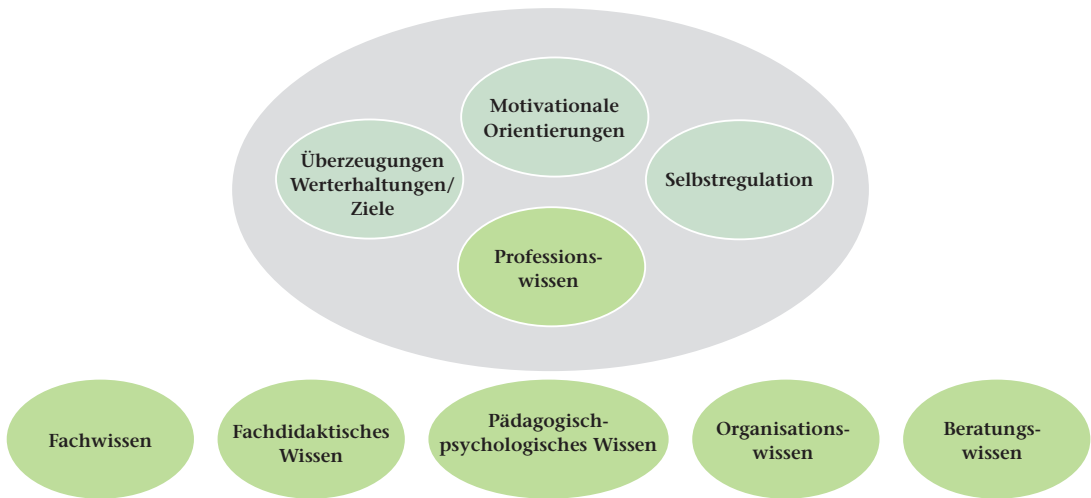 Motivationale
Orientierungen
Überzeugungen
Werterhaltungen/
Ziele
Selbstregulation
Professions-
wissen
Fachwissen
Fachdidaktisches
Wissen
Pädagogisch-
psychologisches Wissen
Organisations-
wissen
Beratungs-
wissen